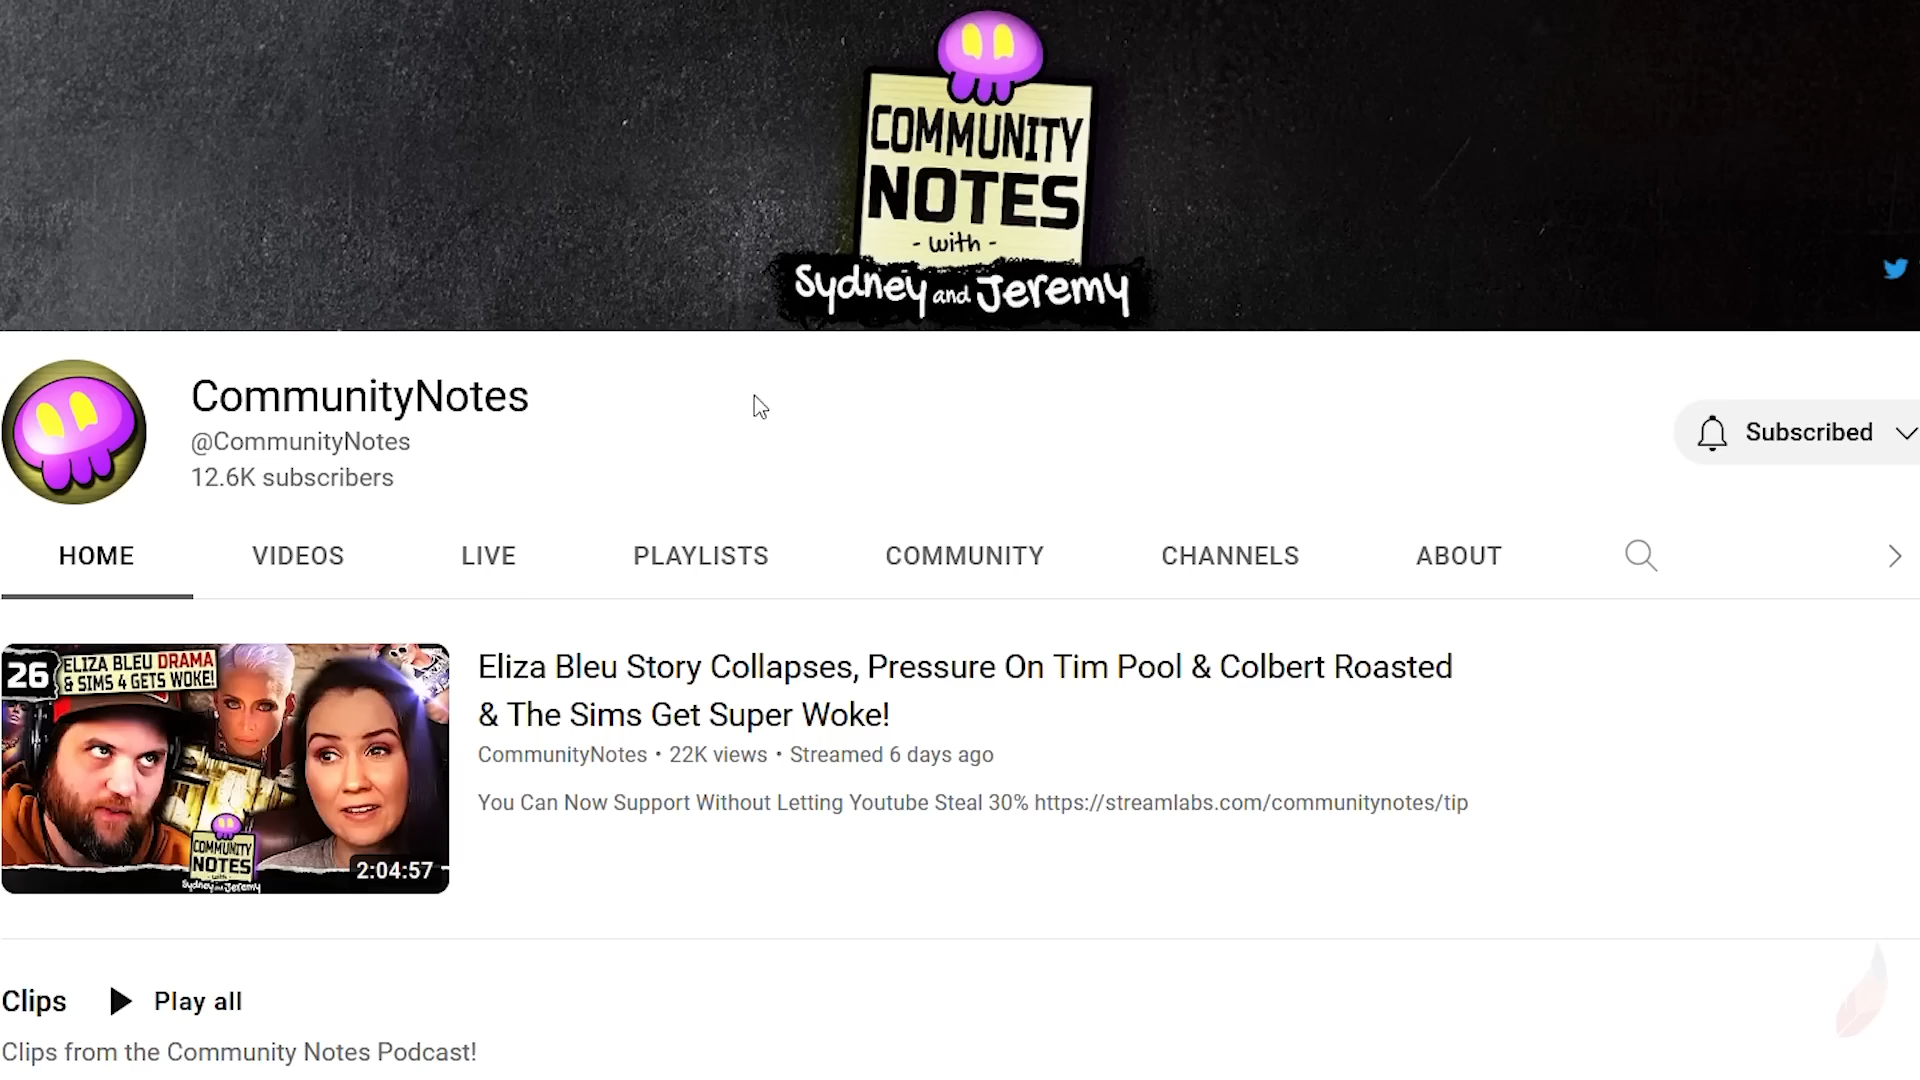 COMMUNITY
NOTES
- with -
Sydney and Jeremy
CommunityNotes
@CommunityNotes
12.6K subscribers
Subscribed
HOME
VIDEOS
LIVE
PLAYLISTS
COMMUNITY
CHANNELS
ABOUT
26
ELIZA BLEU DRAMA
& SIMS 4 GETS WOKE!
COMMUNITY
NOTES
- with -
Sydney and Jeremy
2:04:57
Eliza Bleu Story Collapses, Pressure On Tim Pool & Colbert Roasted
& The Sims Get Super Woke!
CommunityNotes • 22K views • Streamed 6 days ago
You Can Now Support Without Letting Youtube Steal 30% https://streamlabs.com/communitynotes/tip
Clips
Play all
Clips from the Community Notes Podcast!